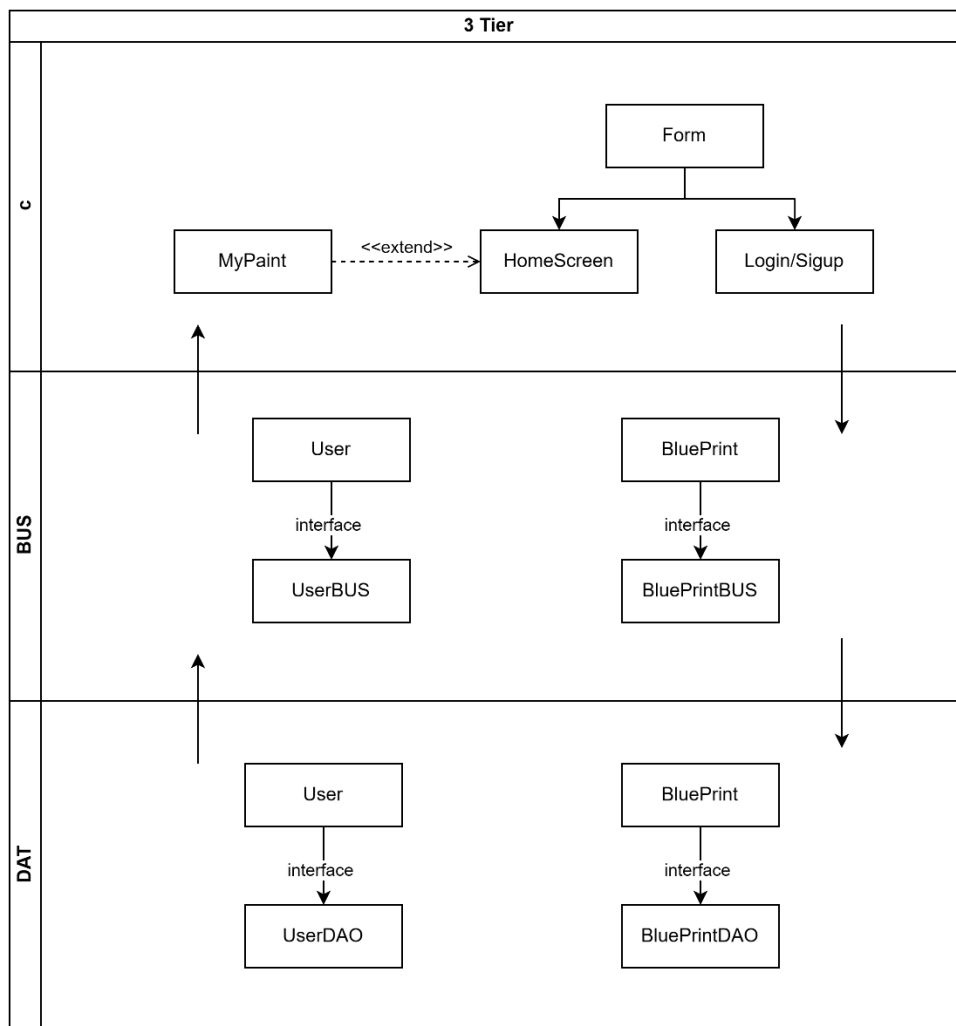 3 Tier
c
Form
<<extend>>
MyPaint
HomeScreen
Login/Sigup
BUS
User
BluePrint
interface
interface
UserBUS
BluePrintBUS
DAT
User
BluePrint
interface
interface
UserDAO
BluePrintDAO